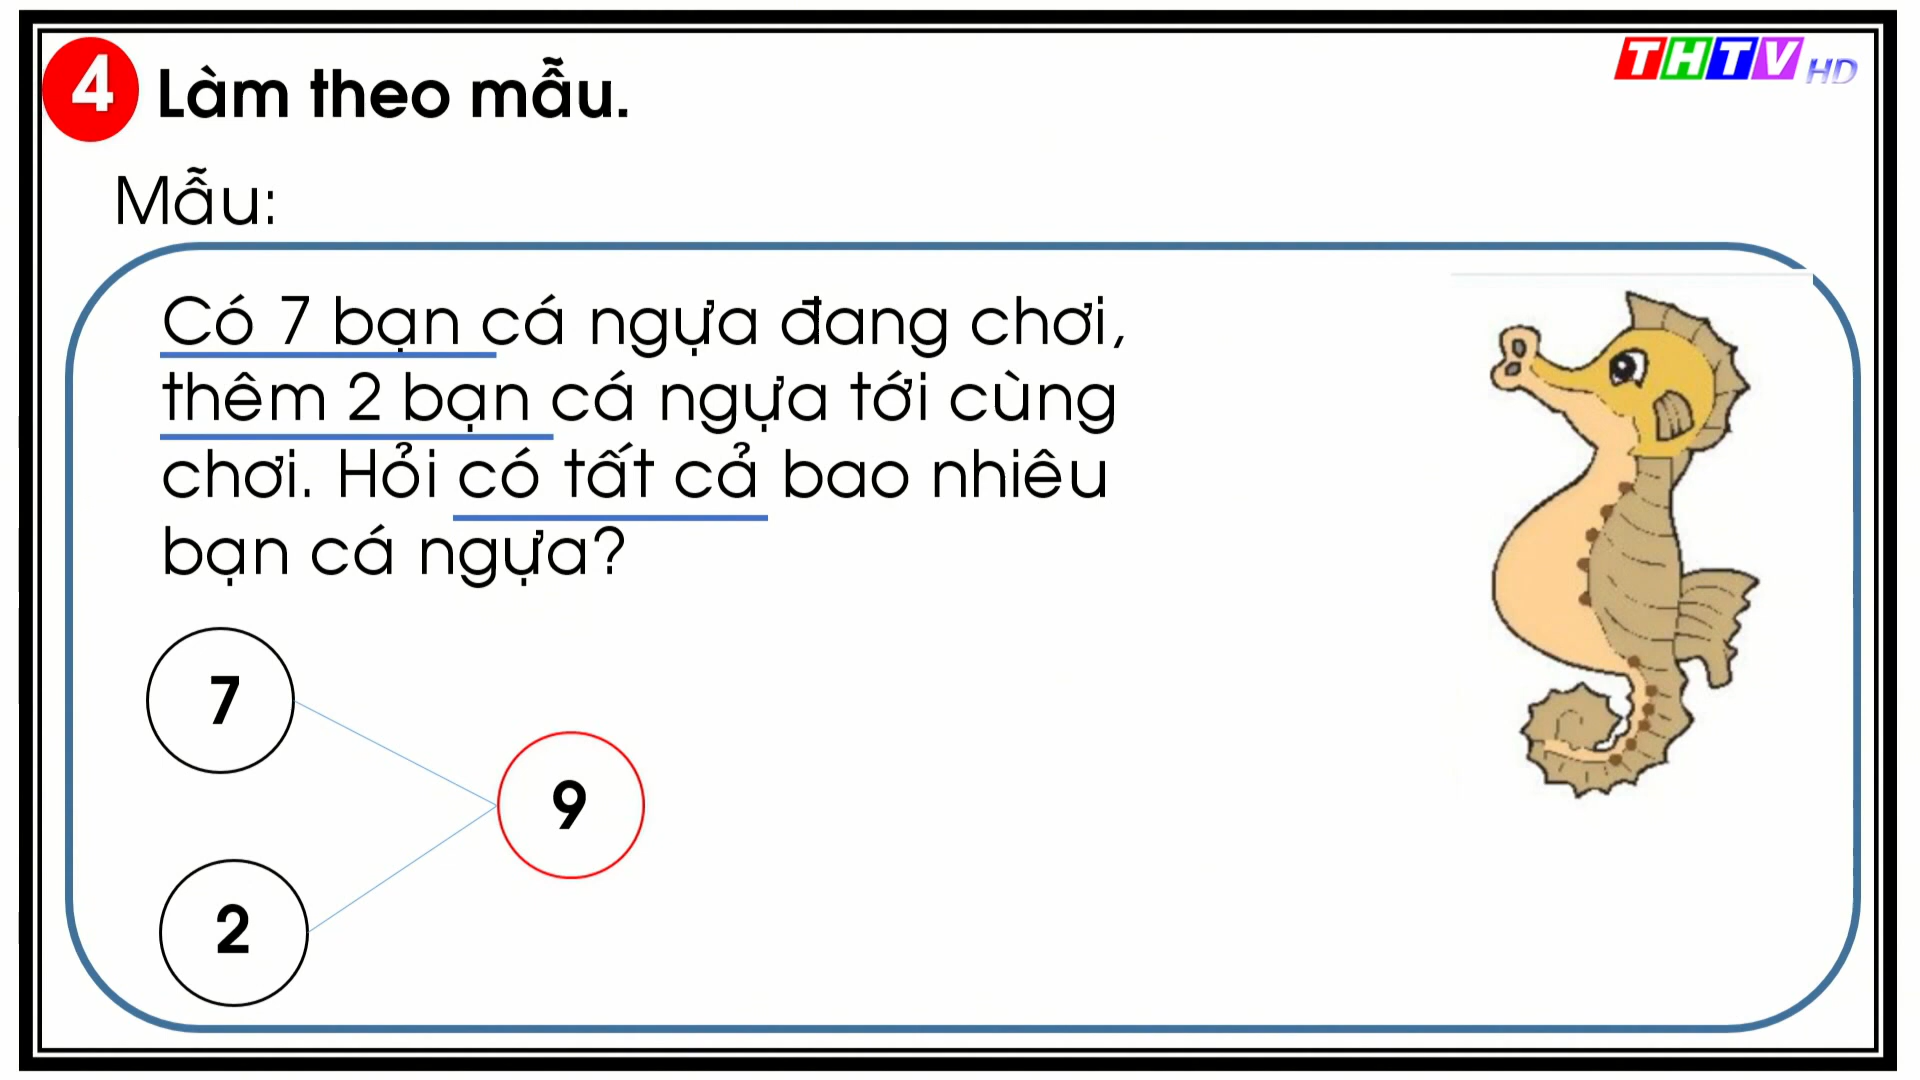 THTV HD
4 Làm theo mẫu.
Mẫu:
Có 7 bạn cá ngựa đang chơi,
thêm 2 bạn cá ngựa tới cùng
chơi. Hỏi có tất cả bao nhiêu
bạn cá ngựa?
7
9
2